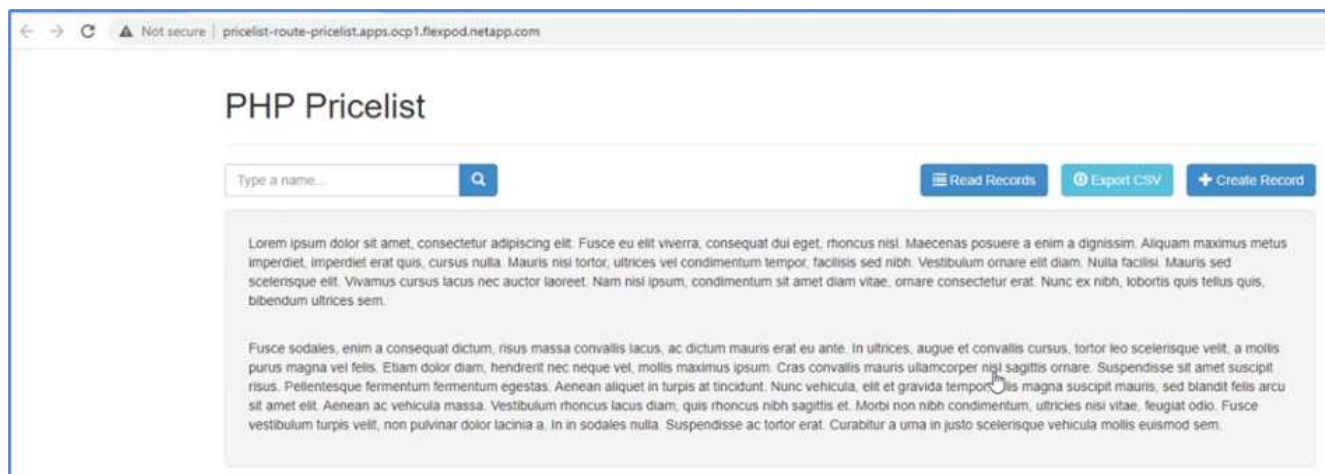 Not secure | pricelist-route-pricelist.apps.ocp1.flexpod.netapp.com
PHP Pricelist
Type a name...
Read Records
Export CSV
Create Record
Lorem ipsum dolor sit amet, consectetur adipiscing elit. Fusce eu elit viverra, consequat dui eget, rhoncus nisl. Maecenas posuere a enim a dignissim. Aliquam maximus metus
imperdiet, imperdiet erat quis, cursus nulla. Mauris nisi tortor, ultrices vel condimentum tempor, facilisis sed nibh. Vestibulum ornare elit diam. Nulla facilisi. Mauris sed
scelerisque elit. Vivamus cursus lacus nec auctor laoreet. Nam nisl ipsum, condimentum sit amet diam vitae, ornare consectetur erat. Nunc ex nibh, lobortis quis tellus quis,
bibendum ultrices sem.
Fusce sodales, enim a consequat dictum, risus massa convallis lacus, ac dictum mauris erat eu ante. In ultrices, augue et convallis cursus, tortor leo scelerisque velit, a mollis
purus magna vel felis. Etiam dolor diam, hendrerit nec neque vel, mollis maximus ipsum. Cras convallis mauris ullamcorper nisl sagittis ornare. Suspendisse sit amet suscipit
risus. Pellentesque fermentum fermentum egestas. Aenean aliquet in turpis at tincidunt. Nunc vehicula, elit et gravida tempor, magna suscipit mauris, sed blandit felis arcu
sit amet elit. Aenean ac vehicula massa. Vestibulum rhoncus lacus diam, quis rhoncus nibh sagittis et. Morbi non nibh condimentum, ultricies nisi vitae, feugiat odio. Fusce
vestibulum turpis velit, non pulvinar dolor lacinia a. In in sodales nulla. Suspendisse ac tortor erat. Curabitur a urna in justo scelerisque vehicula mollis euismod sem.